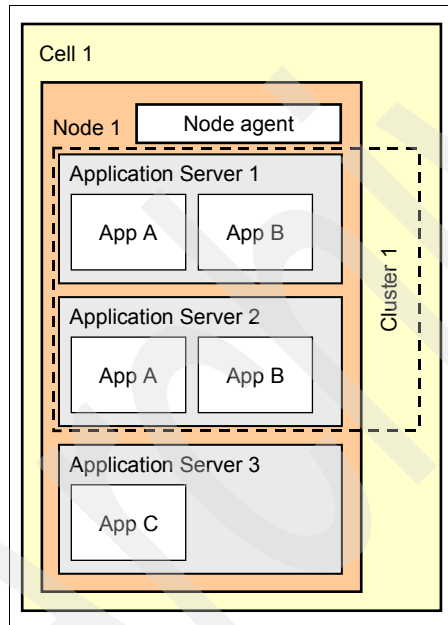 Cell 1
Node 1
Node agent
Application Server 1
App A
App B
Cluster 1
Application Server 2
App A
App B
Application Server 3
App C